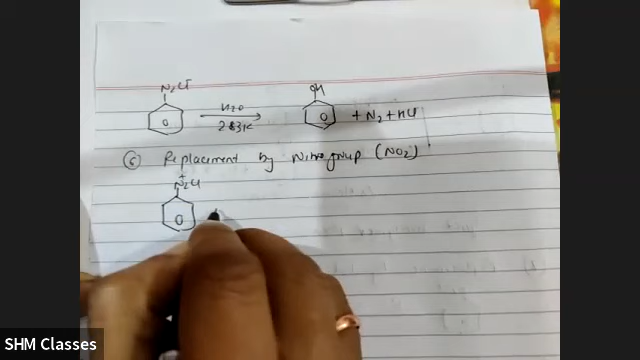 N₂Cl⁻ OH
H₂O
283K + N₂ + HCl
⑥ Replacement by Nitro group (NO₂)
+
N₂Cl
SHM Classes